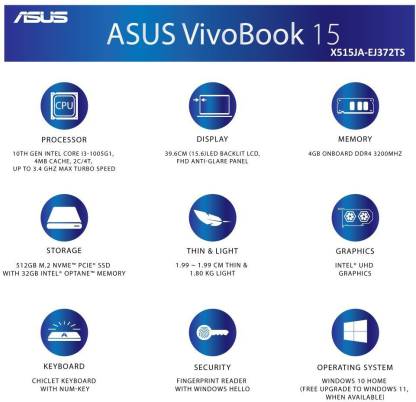 ASUS
ASUS VivoBook 15
X515JA-EJ372TS
CPU
PROCESSOR
10TH GEN INTEL CORE I3-1005G1,
4MB CACHE, 2C/4T,
UP TO 3.4 GHZ MAX TURBO SPEED
DISPLAY
39.6CM (15.6)LED BACKLIT LCD,
FHD ANTI-GLARE PANEL
MEMORY
4GB ONBOARD DDR4 3200MHZ
STORAGE
512GB M.2 NVME™ PCIE® SSD
WITH 32GB INTEL® OPTANE™ MEMORY
THIN & LIGHT
1.99 ~ 1.99 CM THIN &
1.80 KG LIGHT
GRAPHICS
INTEL® UHD
GRAPHICS
KEYBOARD
CHICLET KEYBOARD
WITH NUM-KEY
SECURITY
FINGERPRINT READER
WITH WINDOWS HELLO
OPERATING SYSTEM
WINDOWS 10 HOME
(FREE UPGRADE TO WINDOWS 11,
WHEN AVAILABLE)